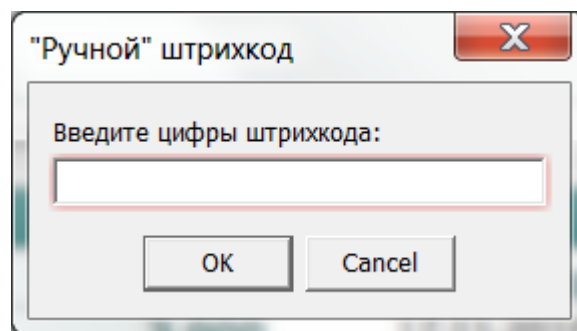 "Ручной" штрихкод
Введите цифры штрихкода:
OK
Cancel